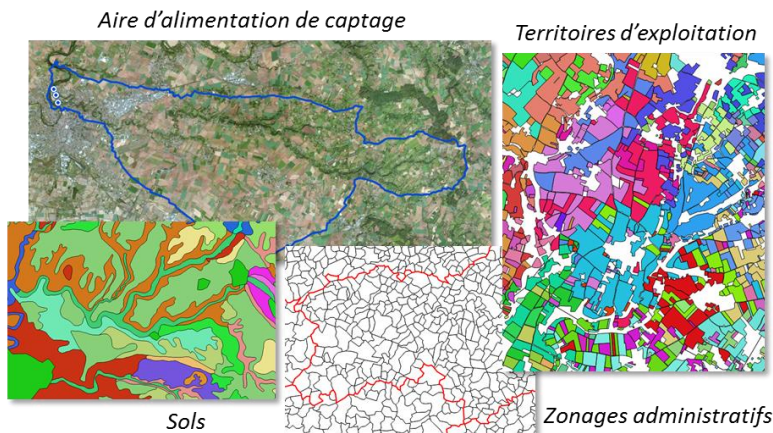 Aire d’alimentation de captage
Territoires d’exploitation
Sols
Zonages administratifs